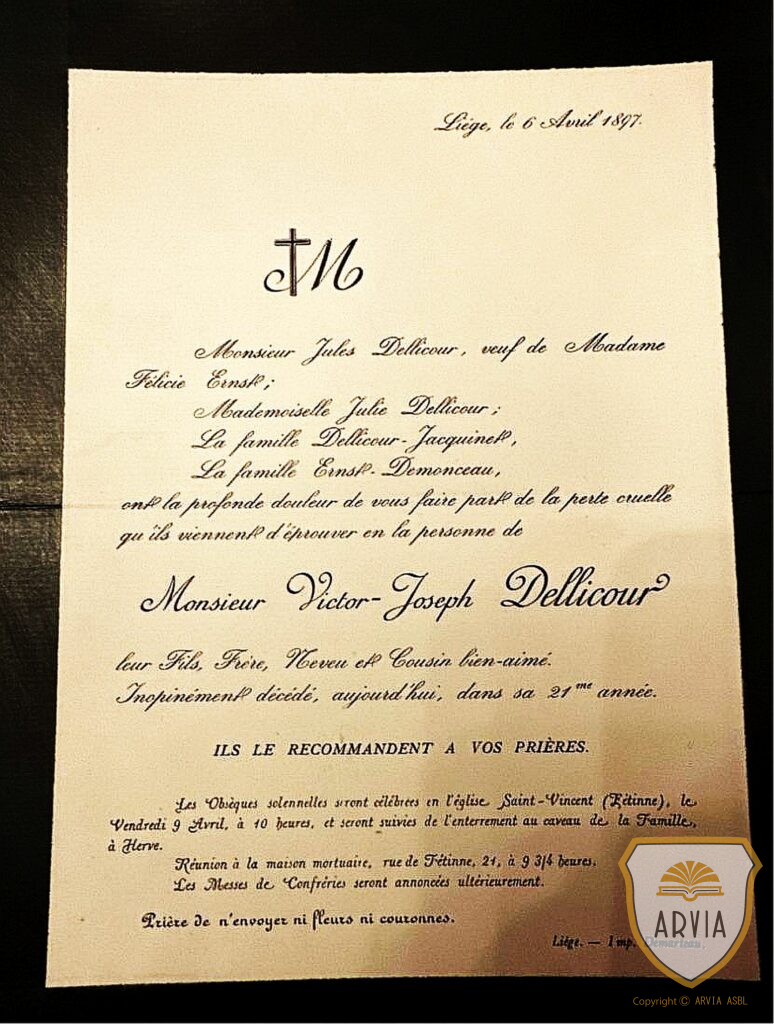 Liége, le 6 Avril 1897.
M
Monsieur Jules Dellicour, veuf de Madame
Félicie Ernst;
Mademoiselle Julie Dellicour;
La famille Dellicour-Jacquinet,
La famille Ernst-Demonceau,
ont la profonde douleur de vous faire part de la perte cruelle
qu'ils viennent d'éprouver en la personne de
Monsieur Victor-Joseph Dellicour
leur Fils, Frère, Neveu et Cousin bien-aimé.
Inopinément décédé, aujourd'hui, dans sa 21me année.
ILS LE RECOMMANDENT A VOS PRIÈRES.
Les Obsèques solennelles seront célébrées en l'église Saint-Vincent (Fétinne), le
Vendredi 9 Avril, à 10 heures, et seront suivies de l'enterrement au caveau de la Famille,
à Herve.
Réunion à la maison mortuaire, rue de Fétinne, 21, à 9 3/4 heures.
Les Messes de Confréries seront annoncées ultérieurement.
Prière de n'envoyer ni fleurs ni couronnes.
Liége. — Imp. Demarteau.
ARVIA
Copyright © ARVIA ASBL